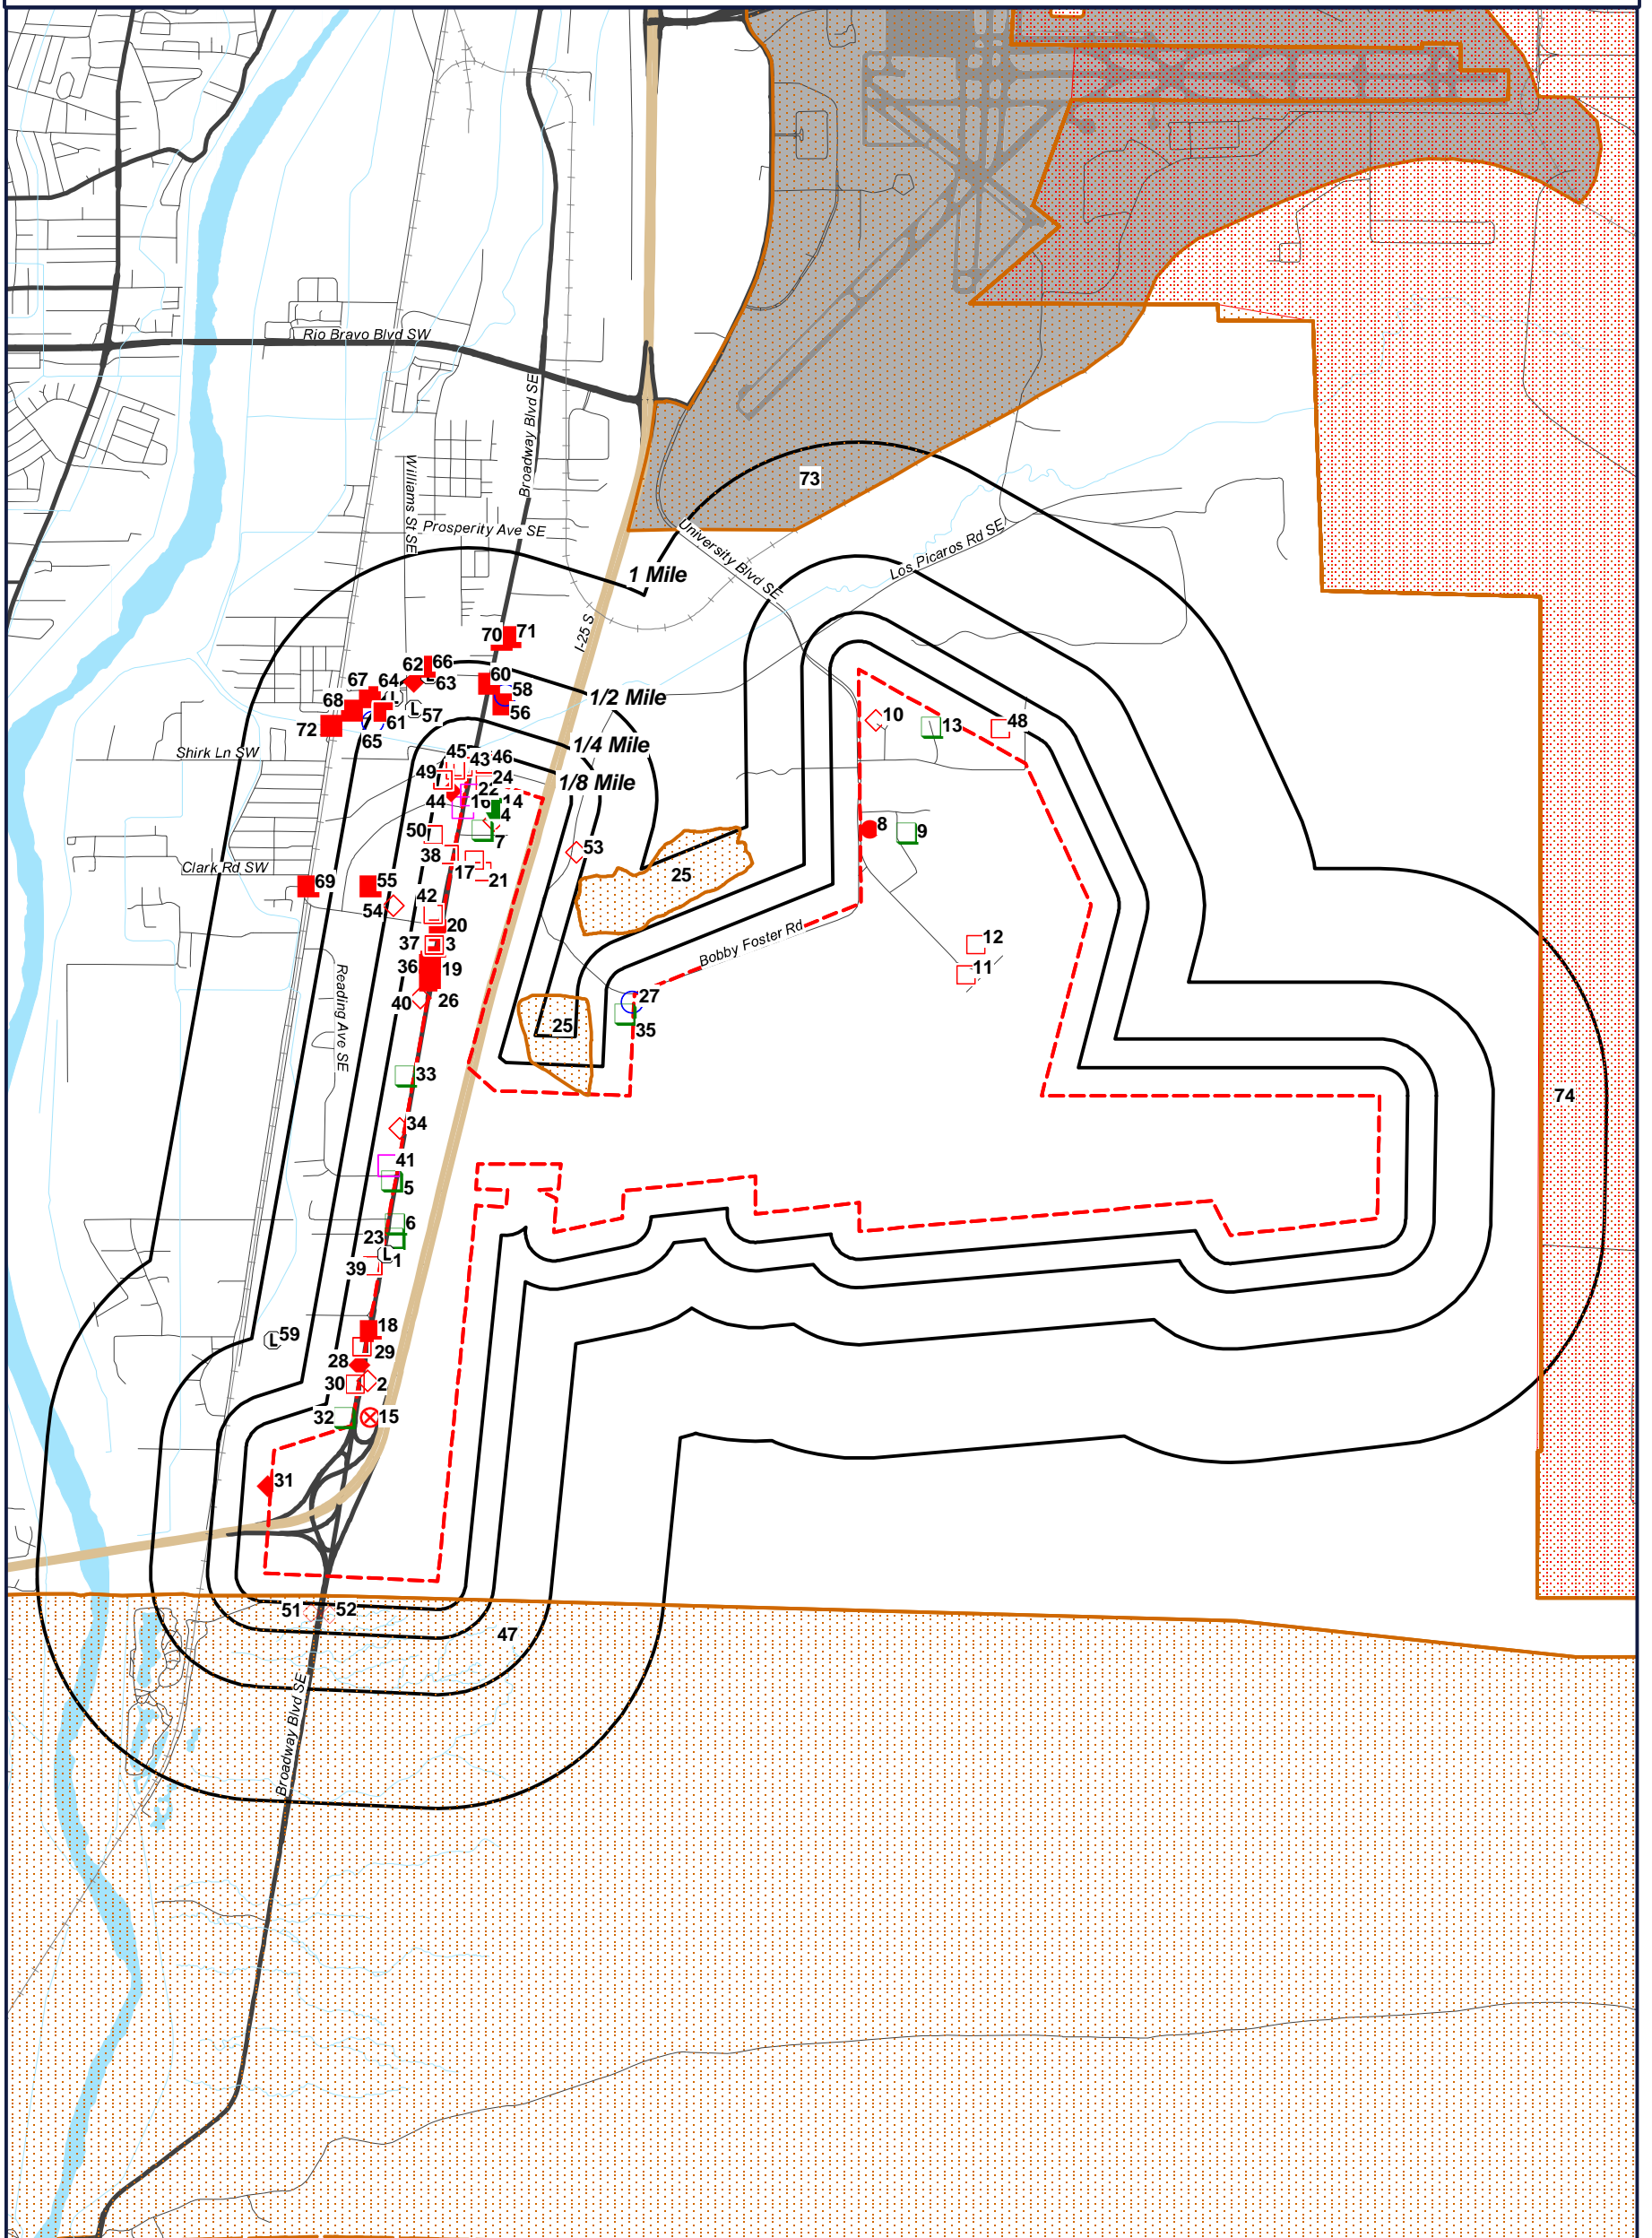 Rio Bravo Blvd SW
Broadway Blvd SE
Williams St SE
Prosperity Ave SE
73
University Blvd SE
Los Picaros Rd SE
1 Mile
I-25 S
70 71
62 66
67 64 63
60
58
68
1/2 Mile
72 61 57 56
65
10
13 48
Shirk Ln SW
45 43 46
1/4 Mile
49 24
1/8 Mile
22
44 16 14
4
50
7
8
9
38
53
Clark Rd SW
17
21
25
69 55
42
54
20
Bobby Foster Rd
37 3
12
36 19
11
40 26
27
25
35
Reading Ave SE
33
74
34
41
5
6
23
1
39
18
59
29
28
30 2
32 15
31
51 52
47
Broadway Blvd SE